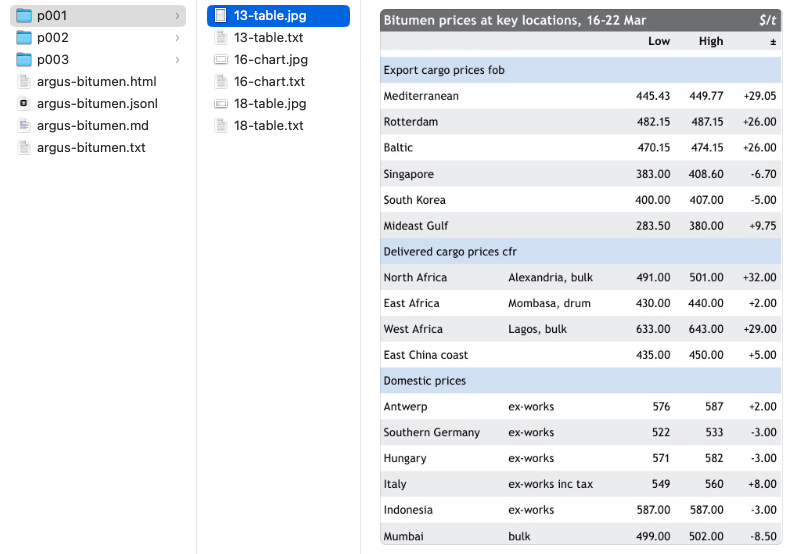 p001
p002
p003
argus-bitumen.html
argus-bitumen.jsonl
argus-bitumen.md
argus-bitumen.txt
13-table.jpg
13-table.txt
16-chart.jpg
16-chart.txt
18-table.jpg
18-table.txt
Bitumen prices at key locations, 16-22 Mar $/t
Low High ±
Export cargo prices fob
Mediterranean 445.43 449.77 +29.05
Rotterdam 482.15 487.15 +26.00
Baltic 470.15 474.15 +26.00
Singapore 383.00 408.60 -6.70
South Korea 400.00 407.00 -5.00
Mideast Gulf 283.50 380.00 +9.75
Delivered cargo prices cfr
North Africa Alexandria, bulk 491.00 501.00 +32.00
East Africa Mombasa, drum 430.00 440.00 +2.00
West Africa Lagos, bulk 633.00 643.00 +29.00
East China coast 435.00 450.00 +5.00
Domestic prices
Antwerp ex-works 576 587 +2.00
Southern Germany ex-works 522 533 -3.00
Hungary ex-works 571 582 -3.00
Italy ex-works inc tax 549 560 +8.00
Indonesia ex-works 587.00 587.00 -3.00
Mumbai bulk 499.00 502.00 -8.50